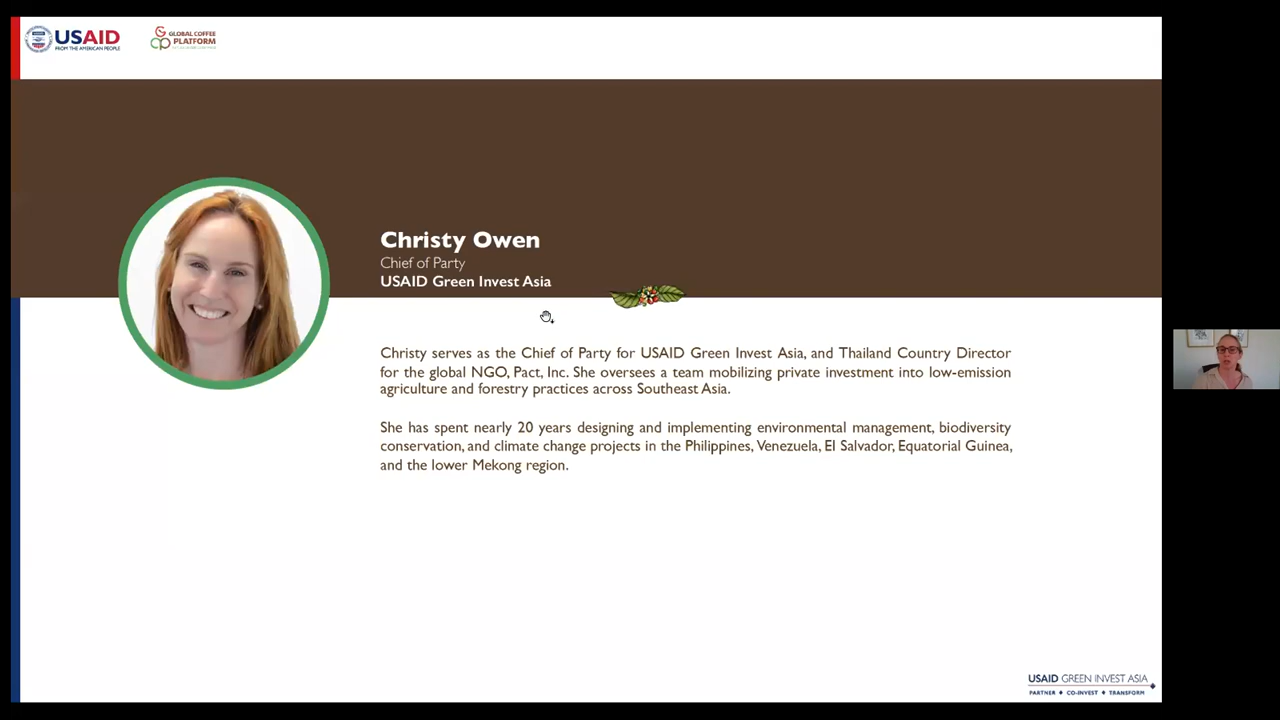 USAID
FROM THE AMERICAN PEOPLE
GLOBAL COFFEE
PLATFORM
Christy Owen
Chief of Party
USAID Green Invest Asia
Christy serves as the Chief of Party for USAID Green Invest Asia, and Thailand Country Director
for the global NGO, Pact, Inc. She oversees a team mobilizing private investment into low-emission
agriculture and forestry practices across Southeast Asia.
She has spent nearly 20 years designing and implementing environmental management, biodiversity
conservation, and climate change projects in the Philippines, Venezuela, El Salvador, Equatorial Guinea,
and the lower Mekong region.
USAID GREEN INVEST ASIA
PARTNER ♦ CO-INVEST ♦ TRANSFORM